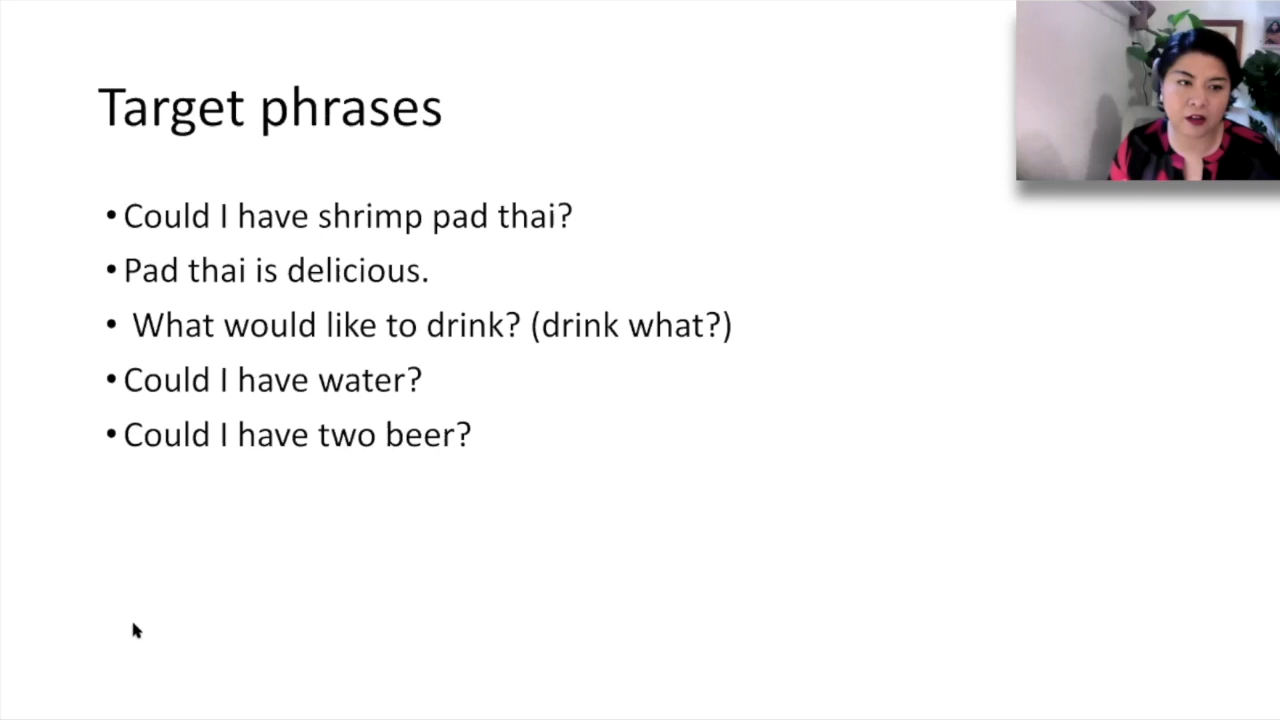 Target phrases
•Could I have shrimp pad thai?
•Pad thai is delicious.
• What would like to drink? (drink what?)
•Could I have water?
•Could I have two beer?